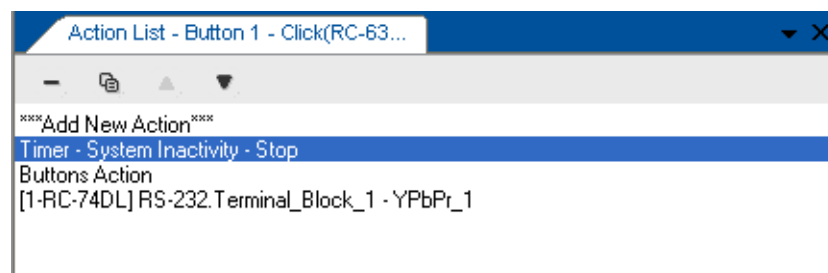 Action List - Button 1 - Click(RC-63...
***Add New Action***
Timer - System Inactivity - Stop
Buttons Action
[1-RC-74DL] RS-232.Terminal_Block_1 - YPbPr_1